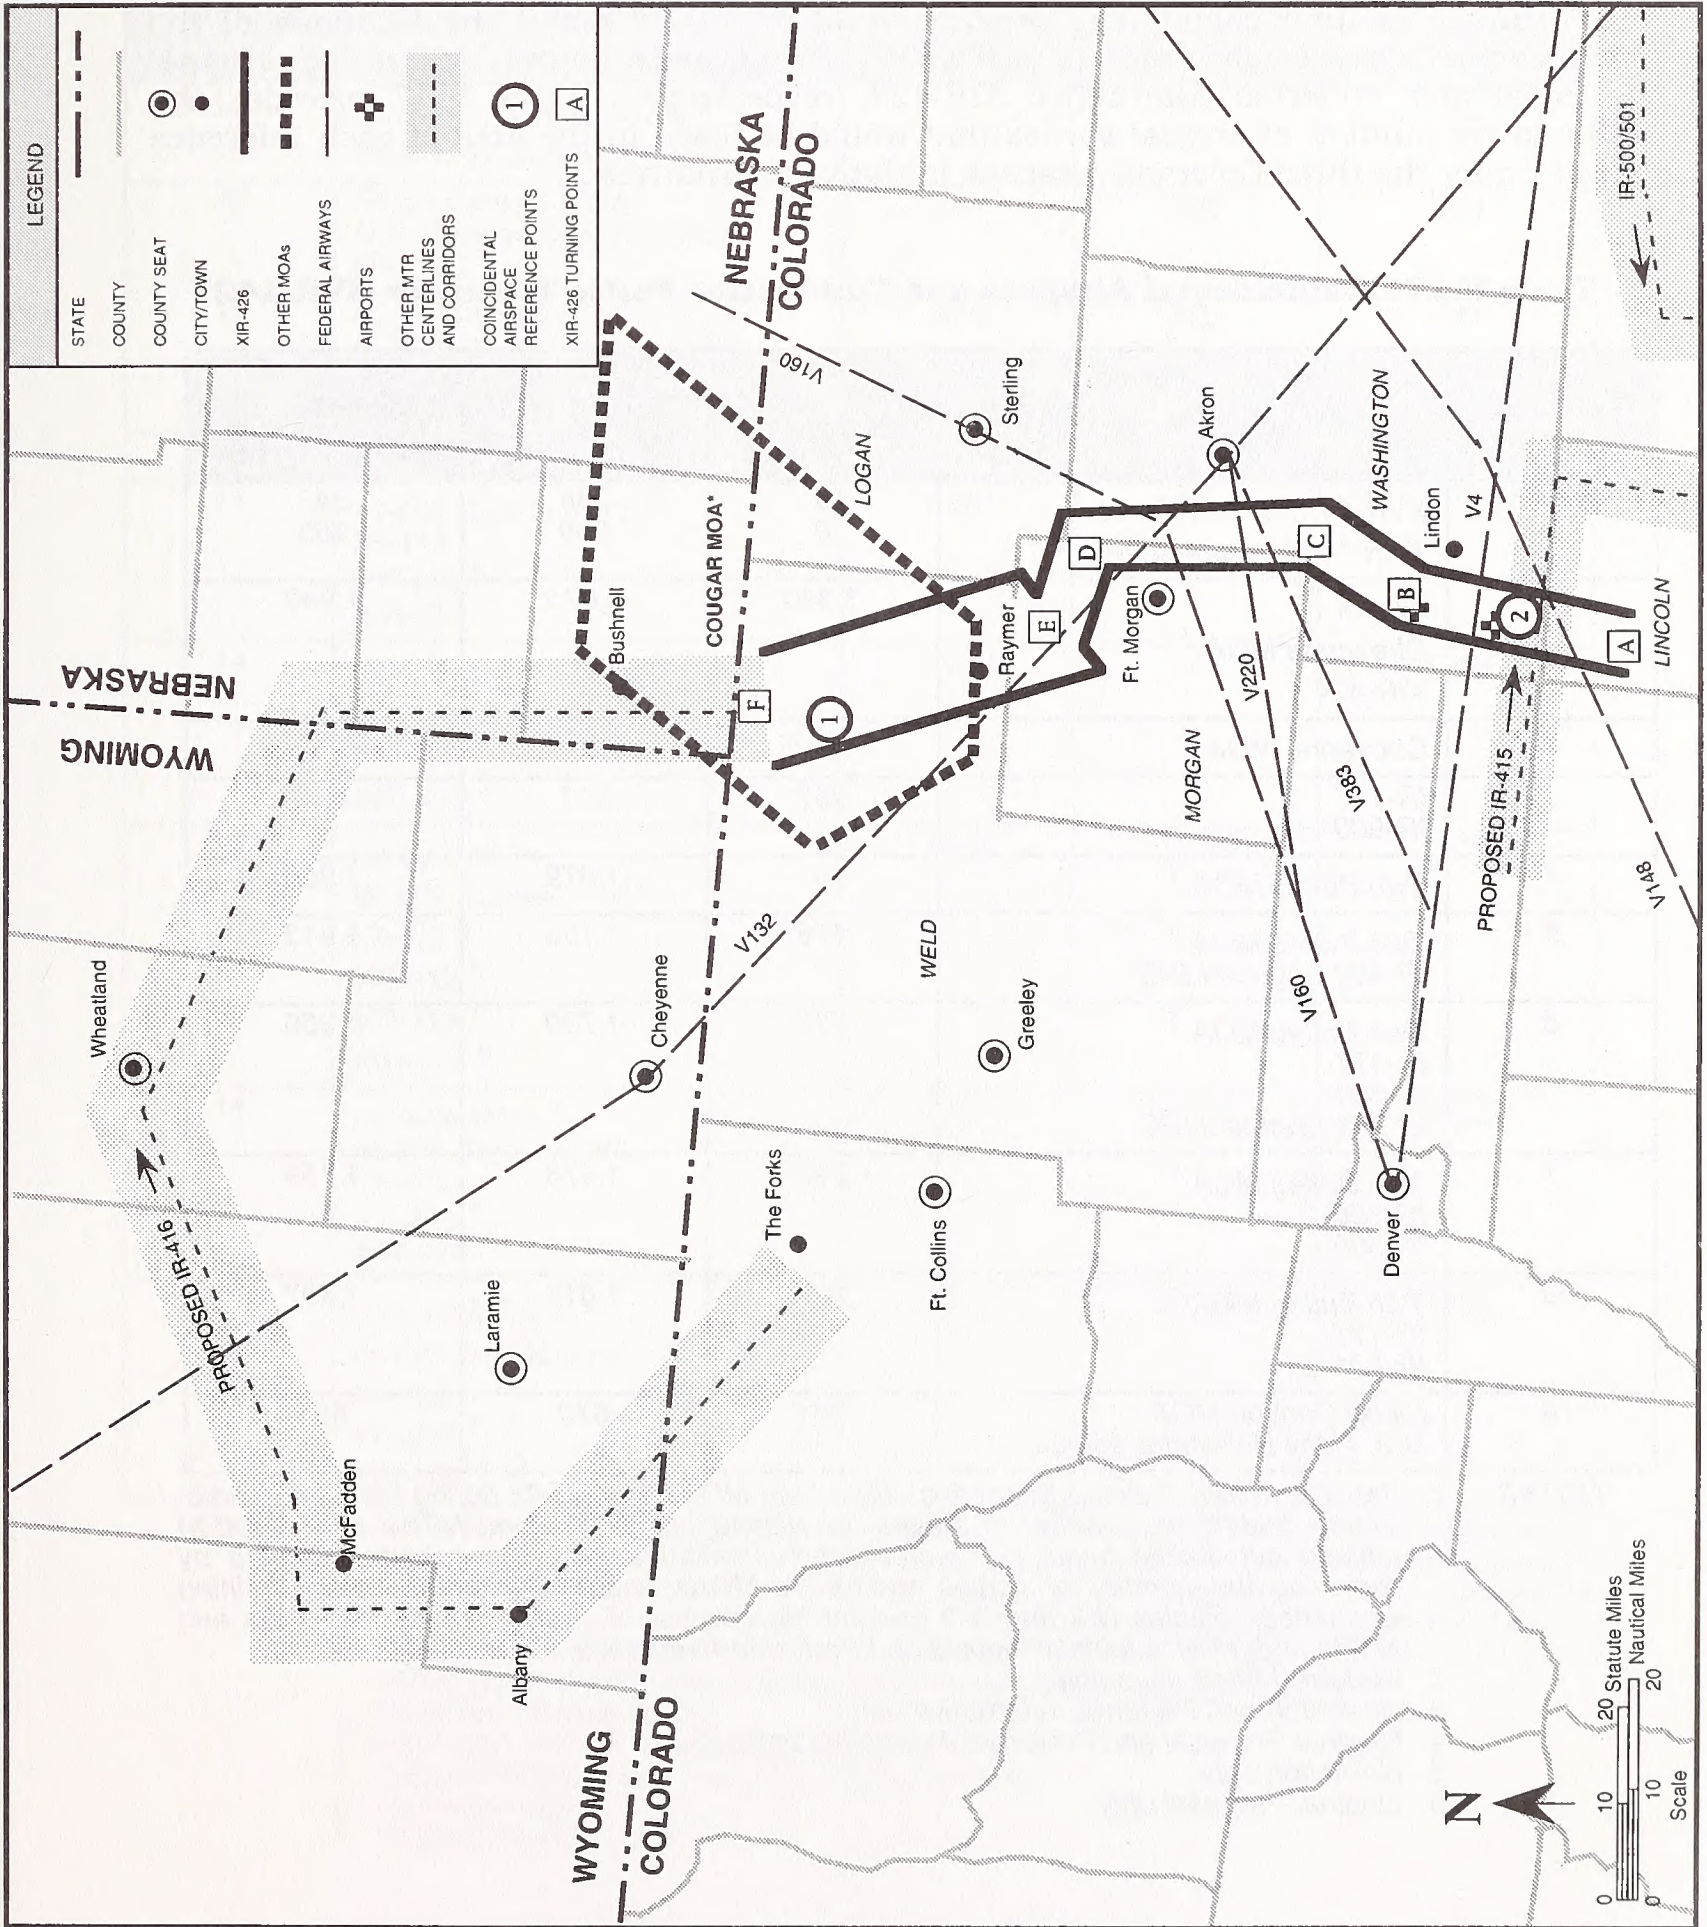 LEGEND
STATE
COUNTY
COUNTY SEAT
CITY/TOWN
XIR-426
OTHER MOAs
FEDERAL AIRWAYS
AIRPORTS
OTHER MTR
CENTERLINES
AND CORRIDORS
COINCIDENTAL
AIRSPACE
REFERENCE POINTS
1
XIR-426 TURNING POINTS
A
WYOMING
NEBRASKA
NEBRASKA
COLORADO
WYOMING
COLORADO
Wheatland
PROPOSED IR-416
McFadden
Albany
Laramie
Cheyenne
The Forks
Ft. Collins
Greeley
Denver
Bushnell
COUGAR MOA*
F
1
V132
WELD
LOGAN
V160
Sterling
Raymer
E
D
Ft. Morgan
MORGAN
Akron
C
WASHINGTON
Lindon
B
V4
2
A
LINCOLN
V220
V383
V160
PROPOSED IR-415
V148
IR-500/501
N
0 10 20 Statute Miles
0 10 20 Nautical Miles
Scale